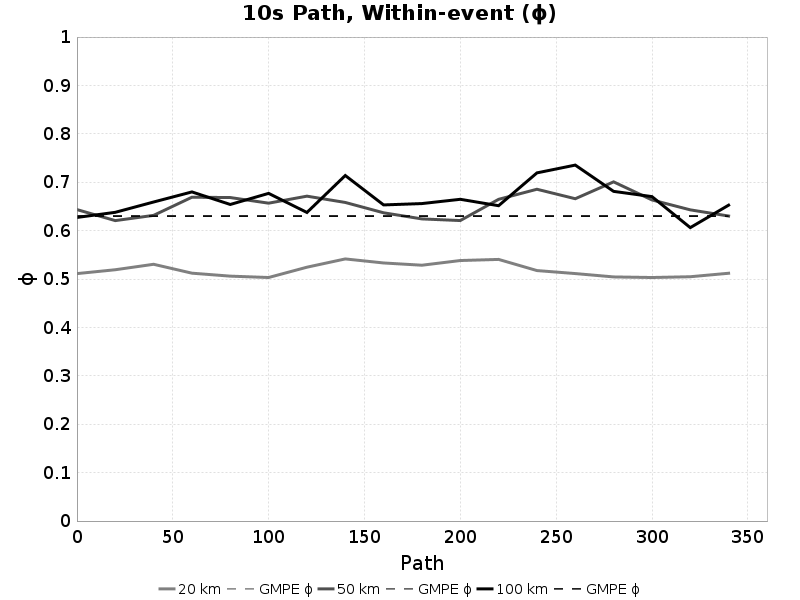 10s Path, Within-event (ϕ)
1
0.9
0.8
0.7
0.6
0.5
0.4
0.3
0.2
0.1
0
ϕ
0 50 100 150 200 250 300 350
Path
20 km GMPE ϕ 50 km GMPE ϕ 100 km GMPE ϕ